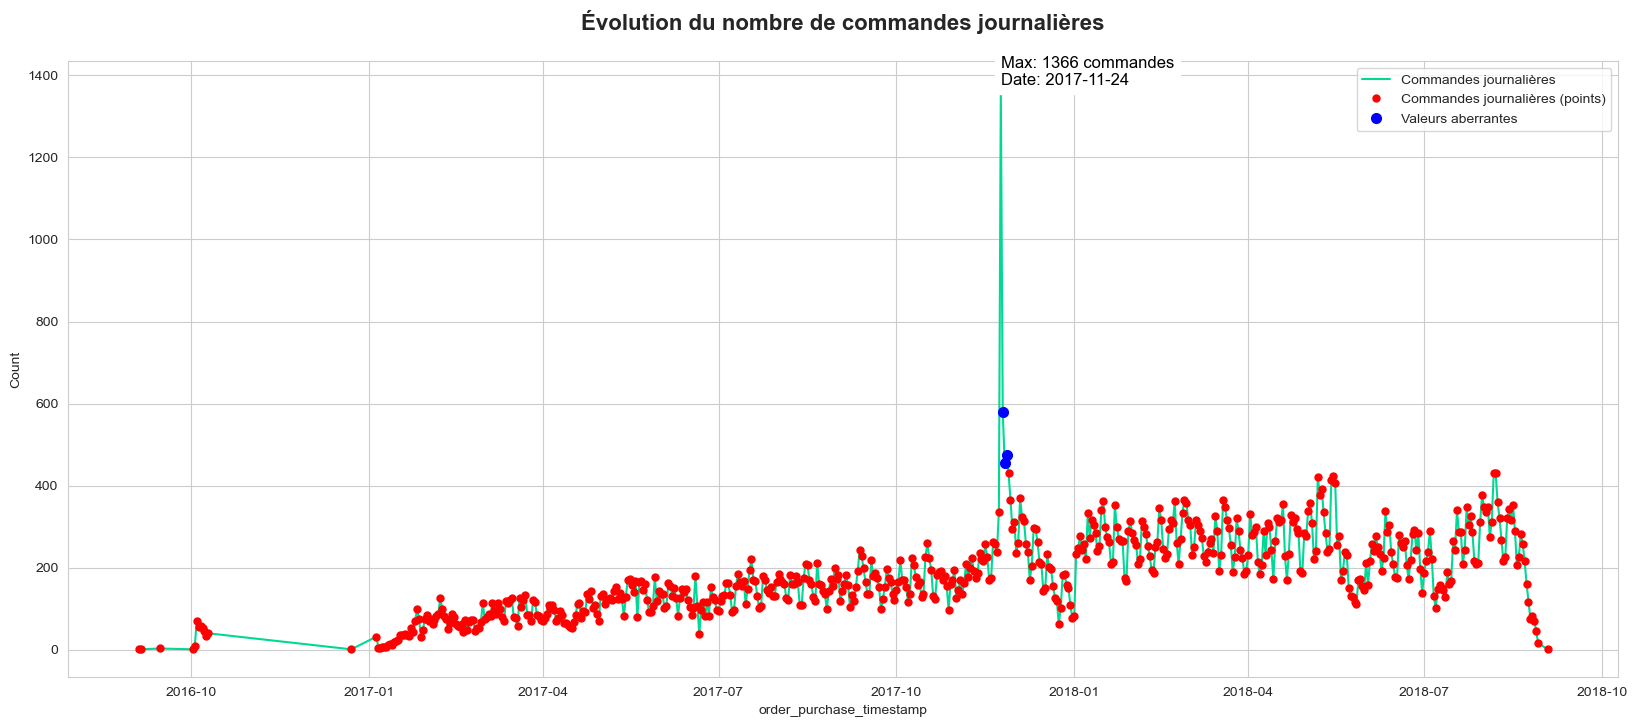 Évolution du nombre de commandes journalières
Max: 1366 commandes
Date: 2017-11-24
Commandes journalières
Commandes journalières (points)
Valeurs aberrantes
1400
1200
1000
800
600
400
200
0
Count
2016-10
2017-01
2017-04
2017-07
2017-10
2018-01
2018-04
2018-07
2018-10
order_purchase_timestamp